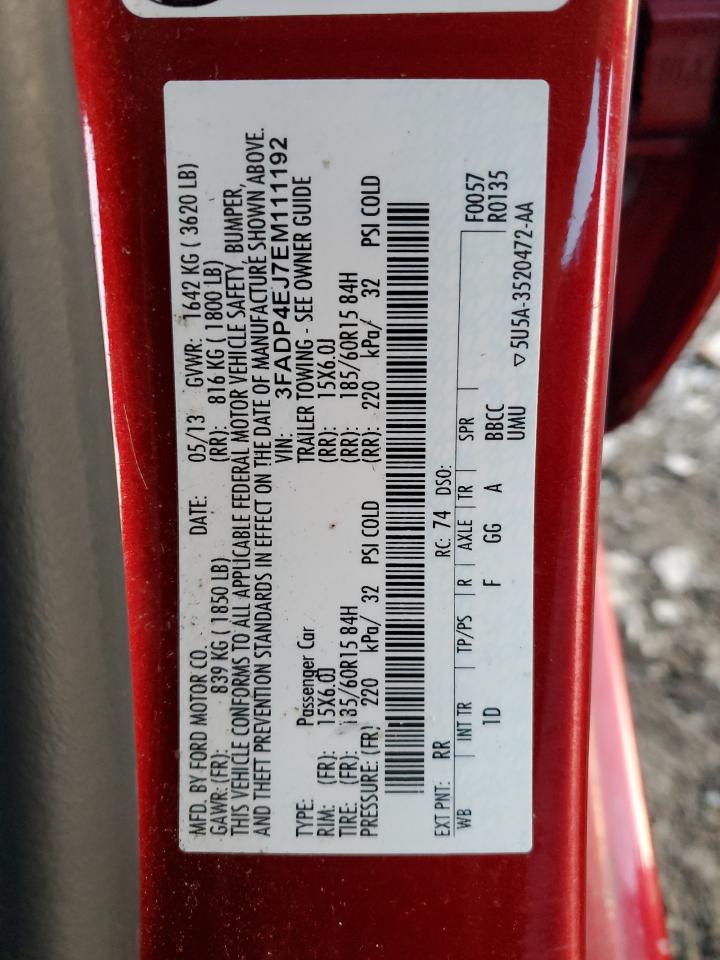 MFD. BY FORD MOTOR CO. DATE: 05/13 GVWR: 1642 KG ( 3620 LB)
GAWR: (FR): 839 KG ( 1850 LB) (RR): 816 KG ( 1800 LB)
THIS VEHICLE CONFORMS TO ALL APPLICABLE FEDERAL MOTOR VEHICLE SAFETY, BUMPER,
AND THEFT PREVENTION STANDARDS IN EFFECT ON THE DATE OF MANUFACTURE SHOWN ABOVE.
VIN: 3FADP4EJ7EM111192
TYPE: Passenger Car TRAILER TOWING - SEE OWNER GUIDE
RIM: (FR): 15X6.0J (RR): 15X6.0J
TIRE: (FR): 185/60R15 84H (RR): 185/60R15 84H
PRESSURE: (FR) 220 kPa/ 32 PSI COLD (RR): 220 kPa/ 32 PSI COLD
EXT PNT: RR RC: 74 DSO:
WB INT TR TP/PS R AXLE TR SPR F0057
1D F GG A BBCC R0135
UMU
▽ 5U5A-3520472-AA